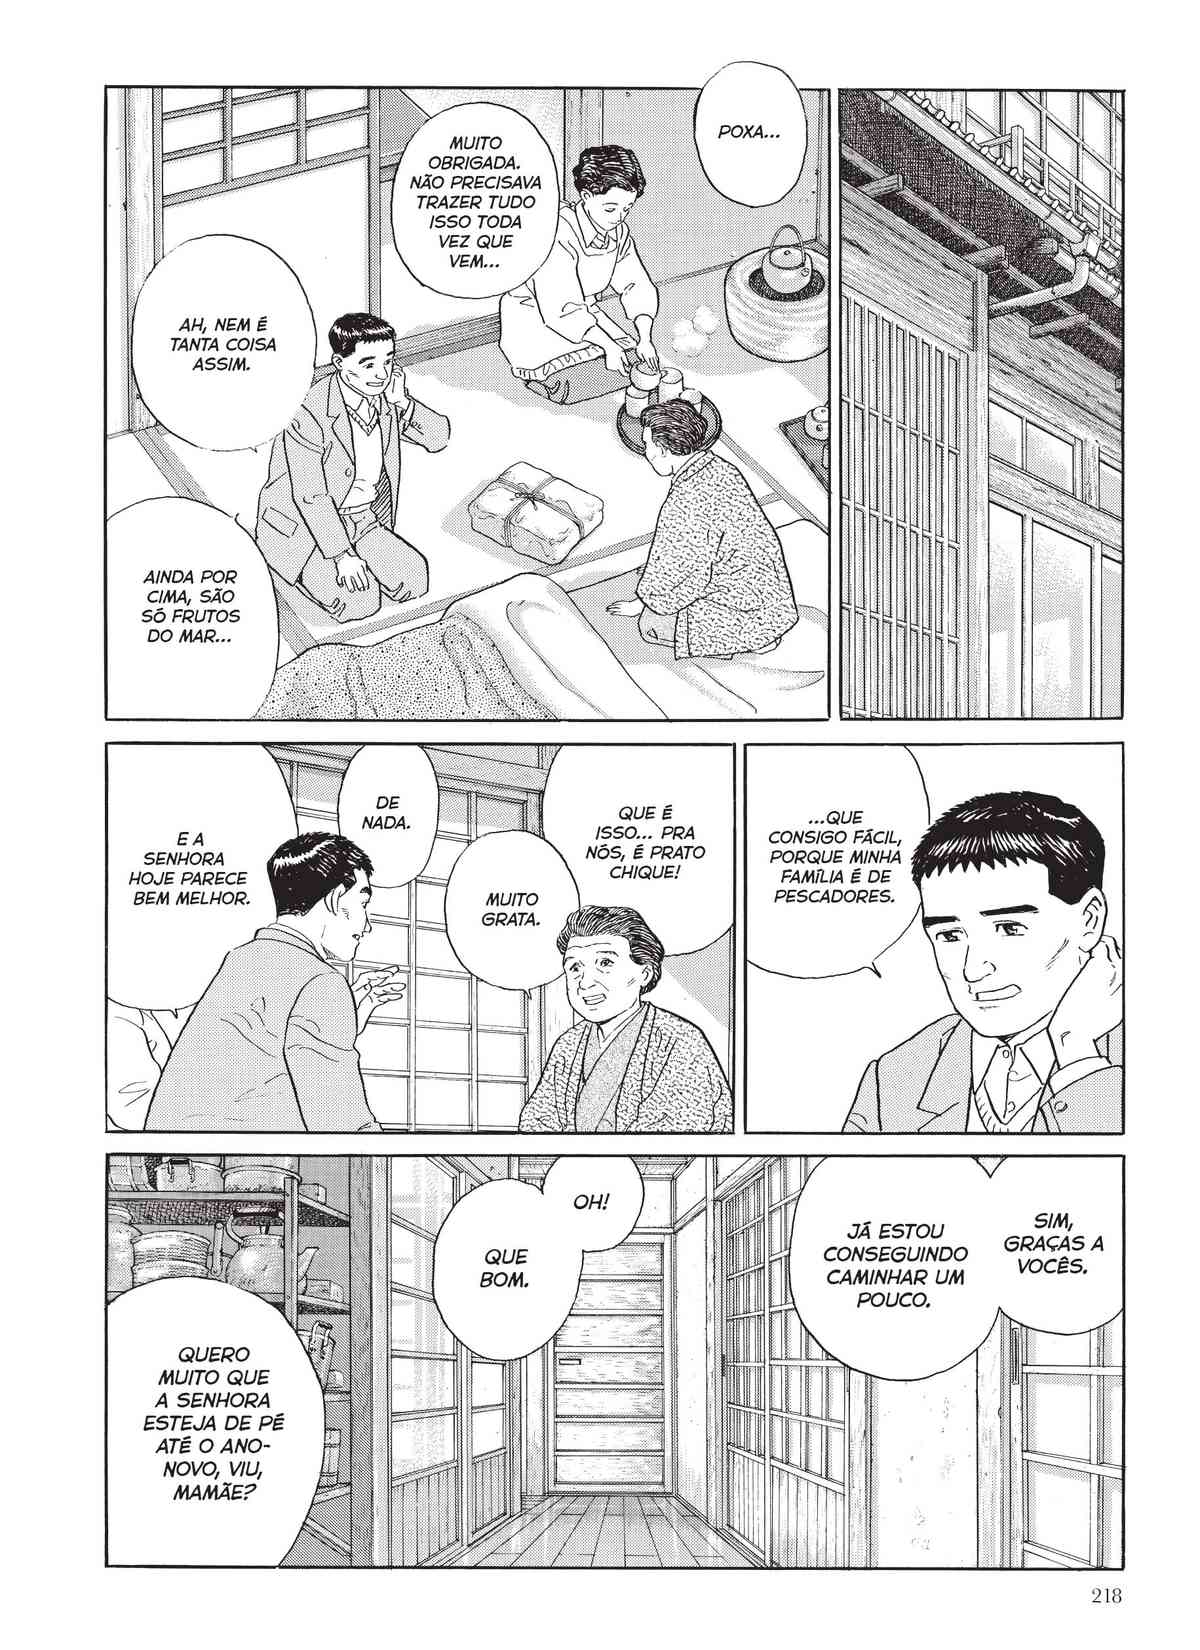 POXA...
MUITO
OBRIGADA.
NÃO PRECISAVA
TRAZER TUDO
ISSO TODA
VEZ QUE
VEM...
AH, NEM É
TANTA COISA
ASSIM.
AINDA POR
CIMA, SÃO
SÓ FRUTOS
DO MAR...
...QUE
CONSIGO FÁCIL,
PORQUE MINHA
FAMÍLIA É DE
PESCADORES.
QUE É
ISSO... PRA
NÓS, É PRATO
CHIQUE!
MUITO
GRATA.
DE
NADA.
E A
SENHORA
HOJE PARECE
BEM MELHOR.
SIM,
GRAÇAS A
VOCÊS.
JÁ ESTOU
CONSEGUINDO
CAMINHAR UM
POUCO.
OH!
QUE
BOM.
QUERO
MUITO QUE
A SENHORA
ESTEJA DE PÉ
ATÉ O ANO-
NOVO, VIU,
MAMÃE?
218